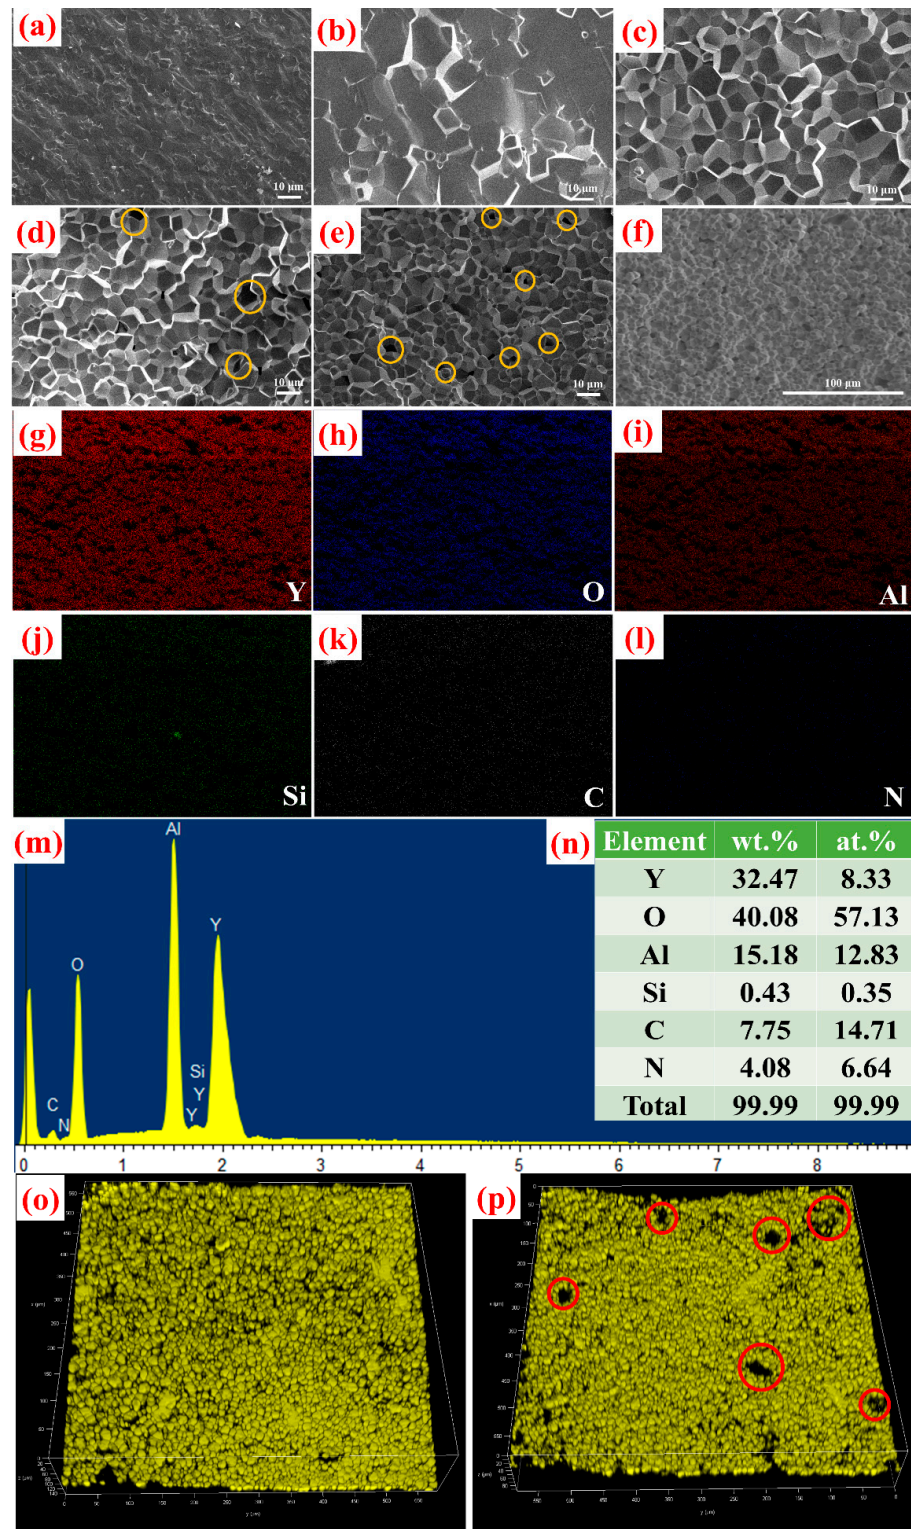 (a)
10 μm
(b)
10 μm
(c)
10 μm
(d)
10 μm
(e)
10 μm
(f)
100 μm
(g)
Y
(h)
O
(i)
Al
(j)
Si
(k)
C
(l)
N
(m)
Al
Y
O
Si
Y
Y
C
N
0 1 2 3 4 5 6 7 8
(n)
Element wt.% at.%
Y 32.47 8.33
O 40.08 57.13
Al 15.18 12.83
Si 0.43 0.35
C 7.75 14.71
N 4.08 6.64
Total 99.99 99.99
(o)
(p)